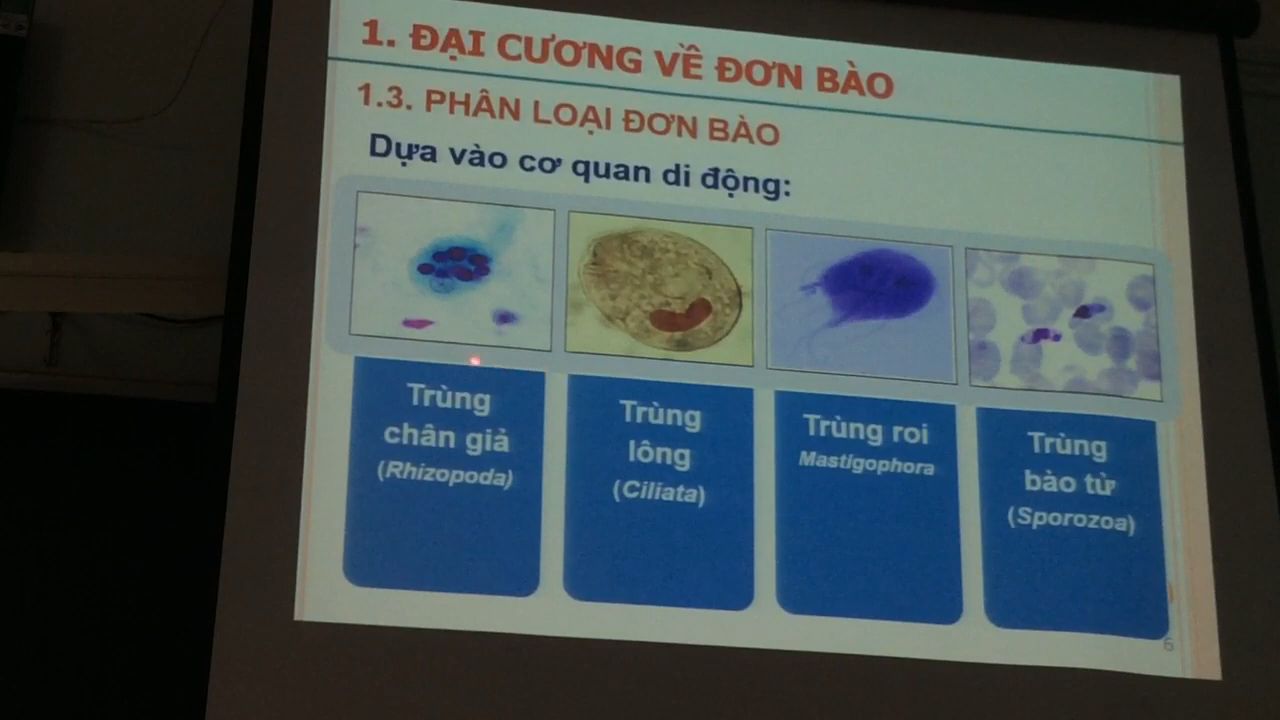 1. ĐẠI CƯƠNG VỀ ĐƠN BÀO
1.3. PHÂN LOẠI ĐƠN BÀO
Dựa vào cơ quan di động:
Trùng
chân giả
(Rhizopoda)
Trùng
lông
(Ciliata)
Trùng roi
Mastigophora
Trùng
bào tử
(Sporozoa)
6